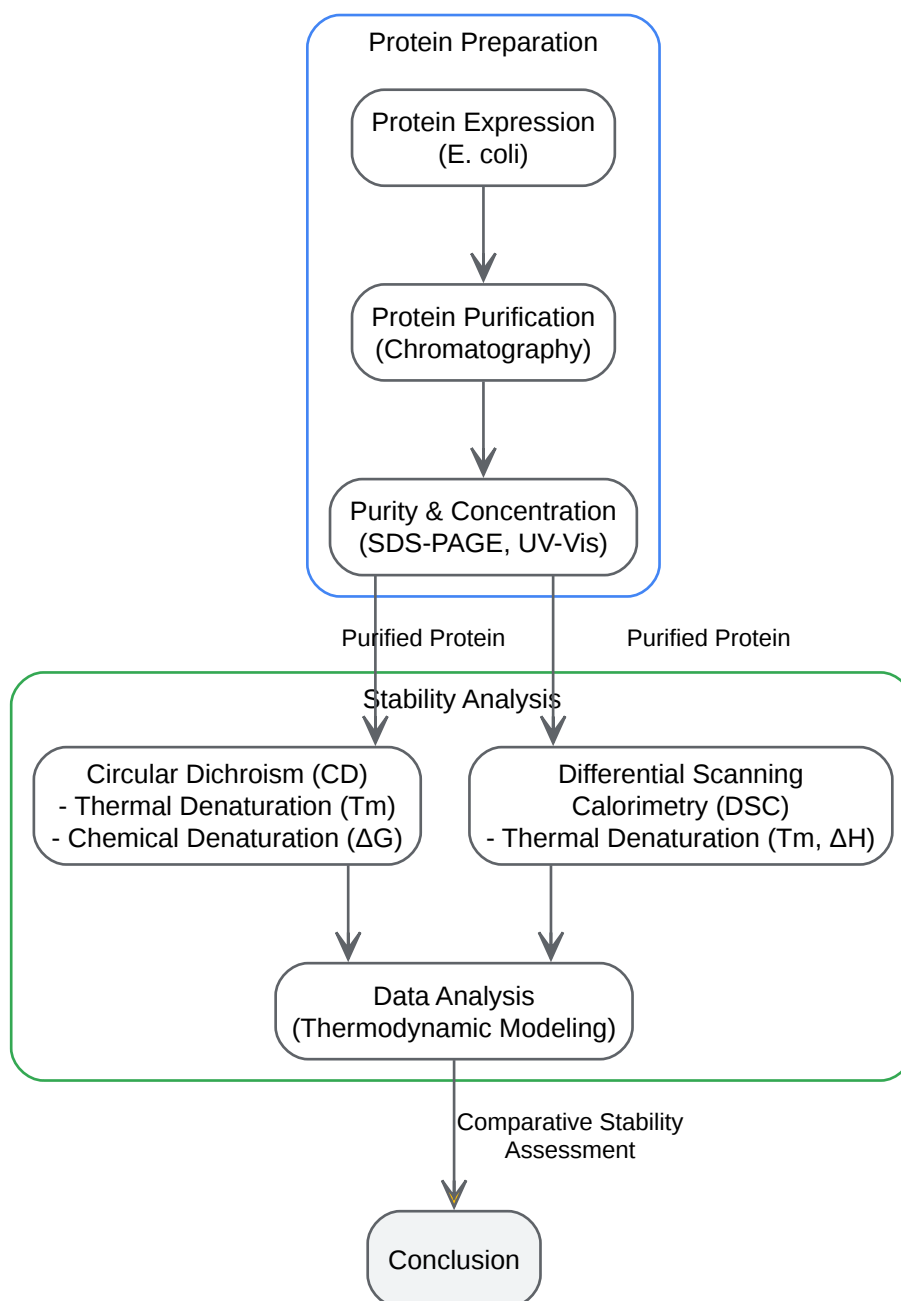 Protein Preparation
Protein Expression
(E. coli)
Protein Purification
(Chromatography)
Purity & Concentration
(SDS-PAGE, UV-Vis)
Purified Protein
Purified Protein
Stability Analysis
Circular Dichroism (CD)
- Thermal Denaturation (Tm)
- Chemical Denaturation (ΔG)
Differential Scanning
Calorimetry (DSC)
- Thermal Denaturation (Tm, ΔH)
Data Analysis
(Thermodynamic Modeling)
Comparative Stability
Assessment
Conclusion